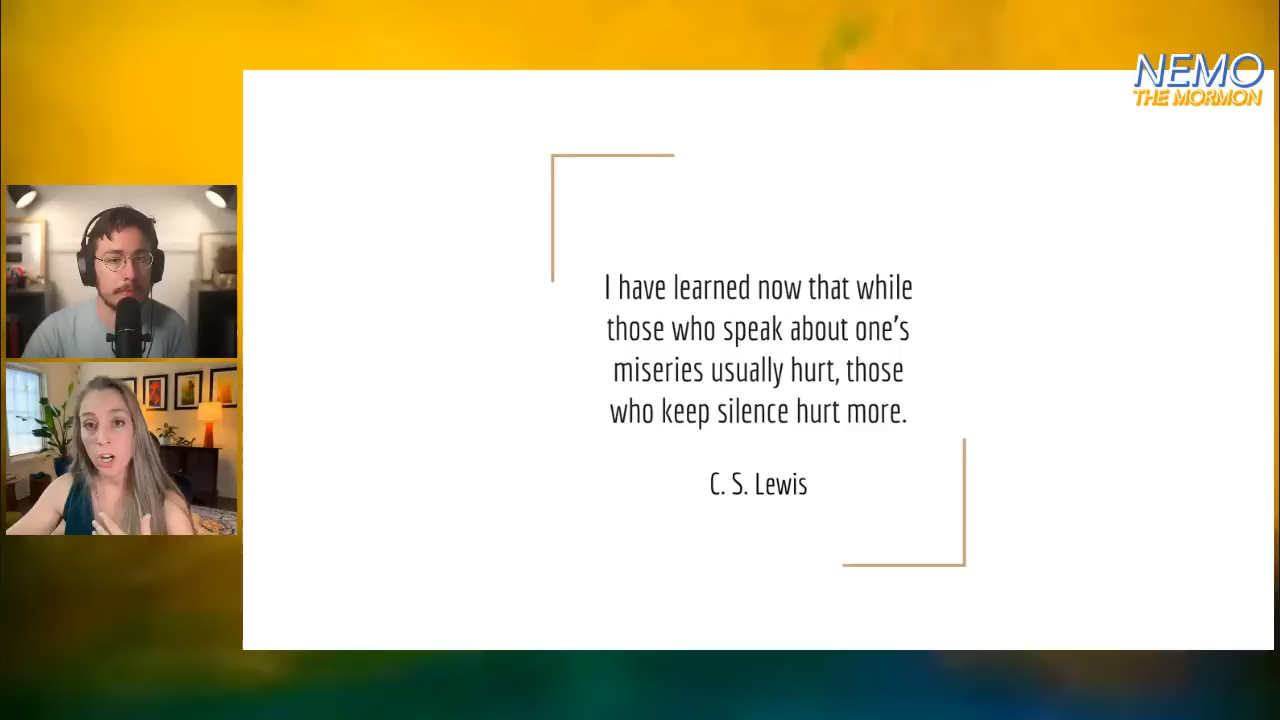 NEMO
THE MORMON
I have learned now that while
those who speak about one's
miseries usually hurt, those
who keep silence hurt more.
C. S. Lewis